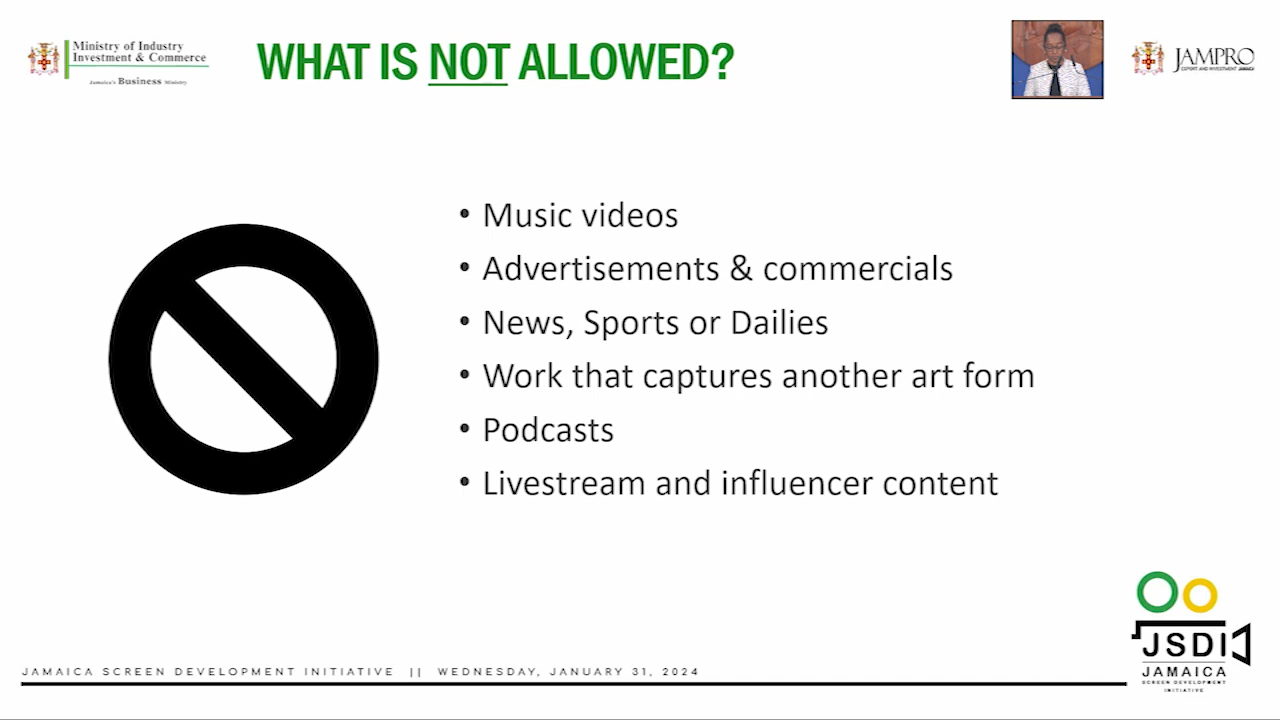 Ministry of Industry
Investment & Commerce
Jamaica's Business Ministry
WHAT IS NOT ALLOWED?
JAMPRO
EXPORT AND INVESTMENT JAMAICA
• Music videos
• Advertisements & commercials
• News, Sports or Dailies
• Work that captures another art form
• Podcasts
• Livestream and influencer content
JSDI
JAMAICA
SCREEN DEVELOPMENT
INITIATIVE
JAMAICA SCREEN DEVELOPMENT INITIATIVE || WEDNESDAY, JANUARY 31, 2024